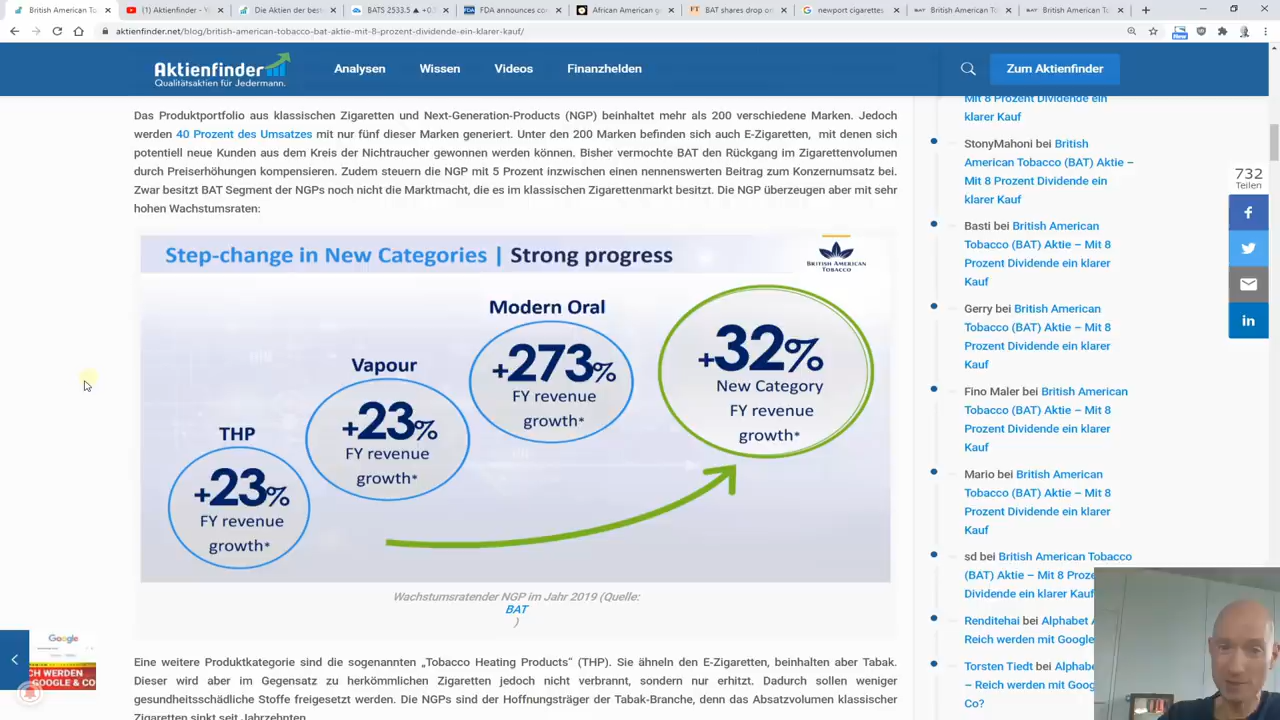 British American To
(1) Aktienfinder - Y
Die Aktien der best
BATS 2533.5 ▲ +0.
FDA announces co
African American
BAT shares drop on
newport cigarettes
British American To
British American To
aktienfinder.net/blog/british-american-tobacco-bat-aktie-mit-8-prozent-dividende-ein-klarer-kauf/
New
Aktienfinder
Qualitätsaktien für Jedermann.
Analysen
Wissen
Videos
Finanzhelden
Zum Aktienfinder
Das Produktportfolio aus klassischen Zigaretten und Next-Generation-Products (NGP) beinhaltet mehr als 200 verschiedene Marken. Jedoch
werden 40 Prozent des Umsatzes mit nur fünf dieser Marken generiert. Unter den 200 Marken befinden sich auch E-Zigaretten, mit denen sich
potentiell neue Kunden aus dem Kreis der Nichtraucher gewonnen werden können. Bisher vermochte BAT den Rückgang im Zigarettenvolumen
durch Preiserhöhungen kompensieren. Zudem steuern die NGP mit 5 Prozent inzwischen einen nennenswerten Beitrag zum Konzernumsatz bei.
Zwar besitzt BAT Segment der NGPs noch nicht die Marktmacht, die es im klassischen Zigarettenmarkt besitzt. Die NGP überzeugen aber mit sehr
hohen Wachstumsraten:
Step-change in New Categories | Strong progress
BRITISH AMERICAN
TOBACCO
THP
+23%
FY revenue
growth*
Vapour
+23%
FY revenue
growth*
Modern Oral
+273%
FY revenue
growth*
+32%
New Category
FY revenue
growth*
Wachstumsratender NGP im Jahr 2019 (Quelle:
BAT
)
Eine weitere Produktkategorie sind die sogenannten „Tobacco Heating Products" (THP). Sie ähneln den E-Zigaretten, beinhalten aber Tabak.
Dieser wird aber im Gegensatz zu herkömmlichen Zigaretten jedoch nicht verbrannt, sondern nur erhitzt. Dadurch sollen weniger
gesundheitsschädliche Stoffe freigesetzt werden. Die NGPs sind der Hoffnungsträger der Tabak-Branche, denn das Absatzvolumen klassischer
Zigaretten sinkt seit Jahrzehnten.
Mit 8 Prozent Dividende ein
klarer Kauf
StonyMahoni bei British
American Tobacco (BAT) Aktie –
Mit 8 Prozent Dividende ein
klarer Kauf
Basti bei British American
Tobacco (BAT) Aktie – Mit 8
Prozent Dividende ein klarer
Kauf
Gerry bei British American
Tobacco (BAT) Aktie – Mit 8
Prozent Dividende ein klarer
Kauf
Fino Maler bei British American
Tobacco (BAT) Aktie – Mit 8
Prozent Dividende ein klarer
Kauf
Mario bei British American
Tobacco (BAT) Aktie – Mit 8
Prozent Dividende ein klarer
Kauf
sd bei British American Tobacco
(BAT) Aktie – Mit 8 Proze
Dividende ein klarer Kauf
Renditehai bei Alphabet A
Reich werden mit Google
Torsten Tiedt bei Alphabe
– Reich werden mit Goog
Co?
732
Teilen
Google
CH WERDEN
GOOGLE & CO